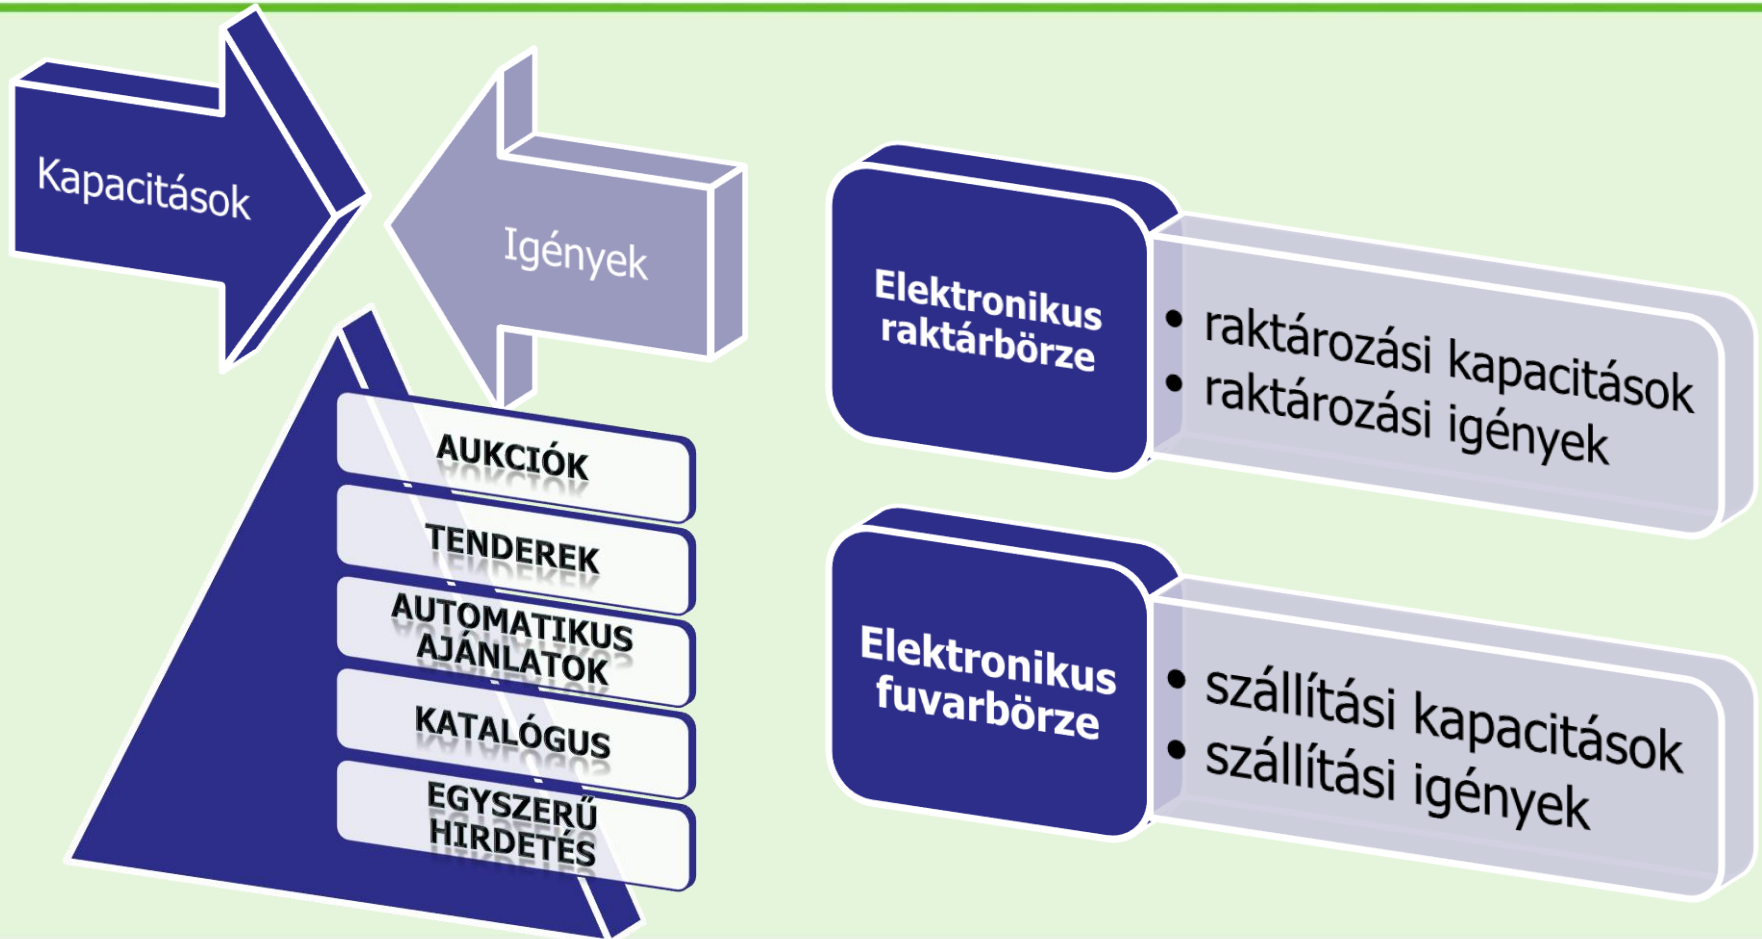 Kapacitások
Igények
AUKCIÓK
TENDEREK
AUTOMATIKUS
AJÁNLATOK
KATALÓGUS
EGYSZERŰ
HIRDETÉS
Elektronikus
raktárbörze
• raktározási kapacitások
• raktározási igények
Elektronikus
fuvarbörze
• szállítási kapacitások
• szállítási igények